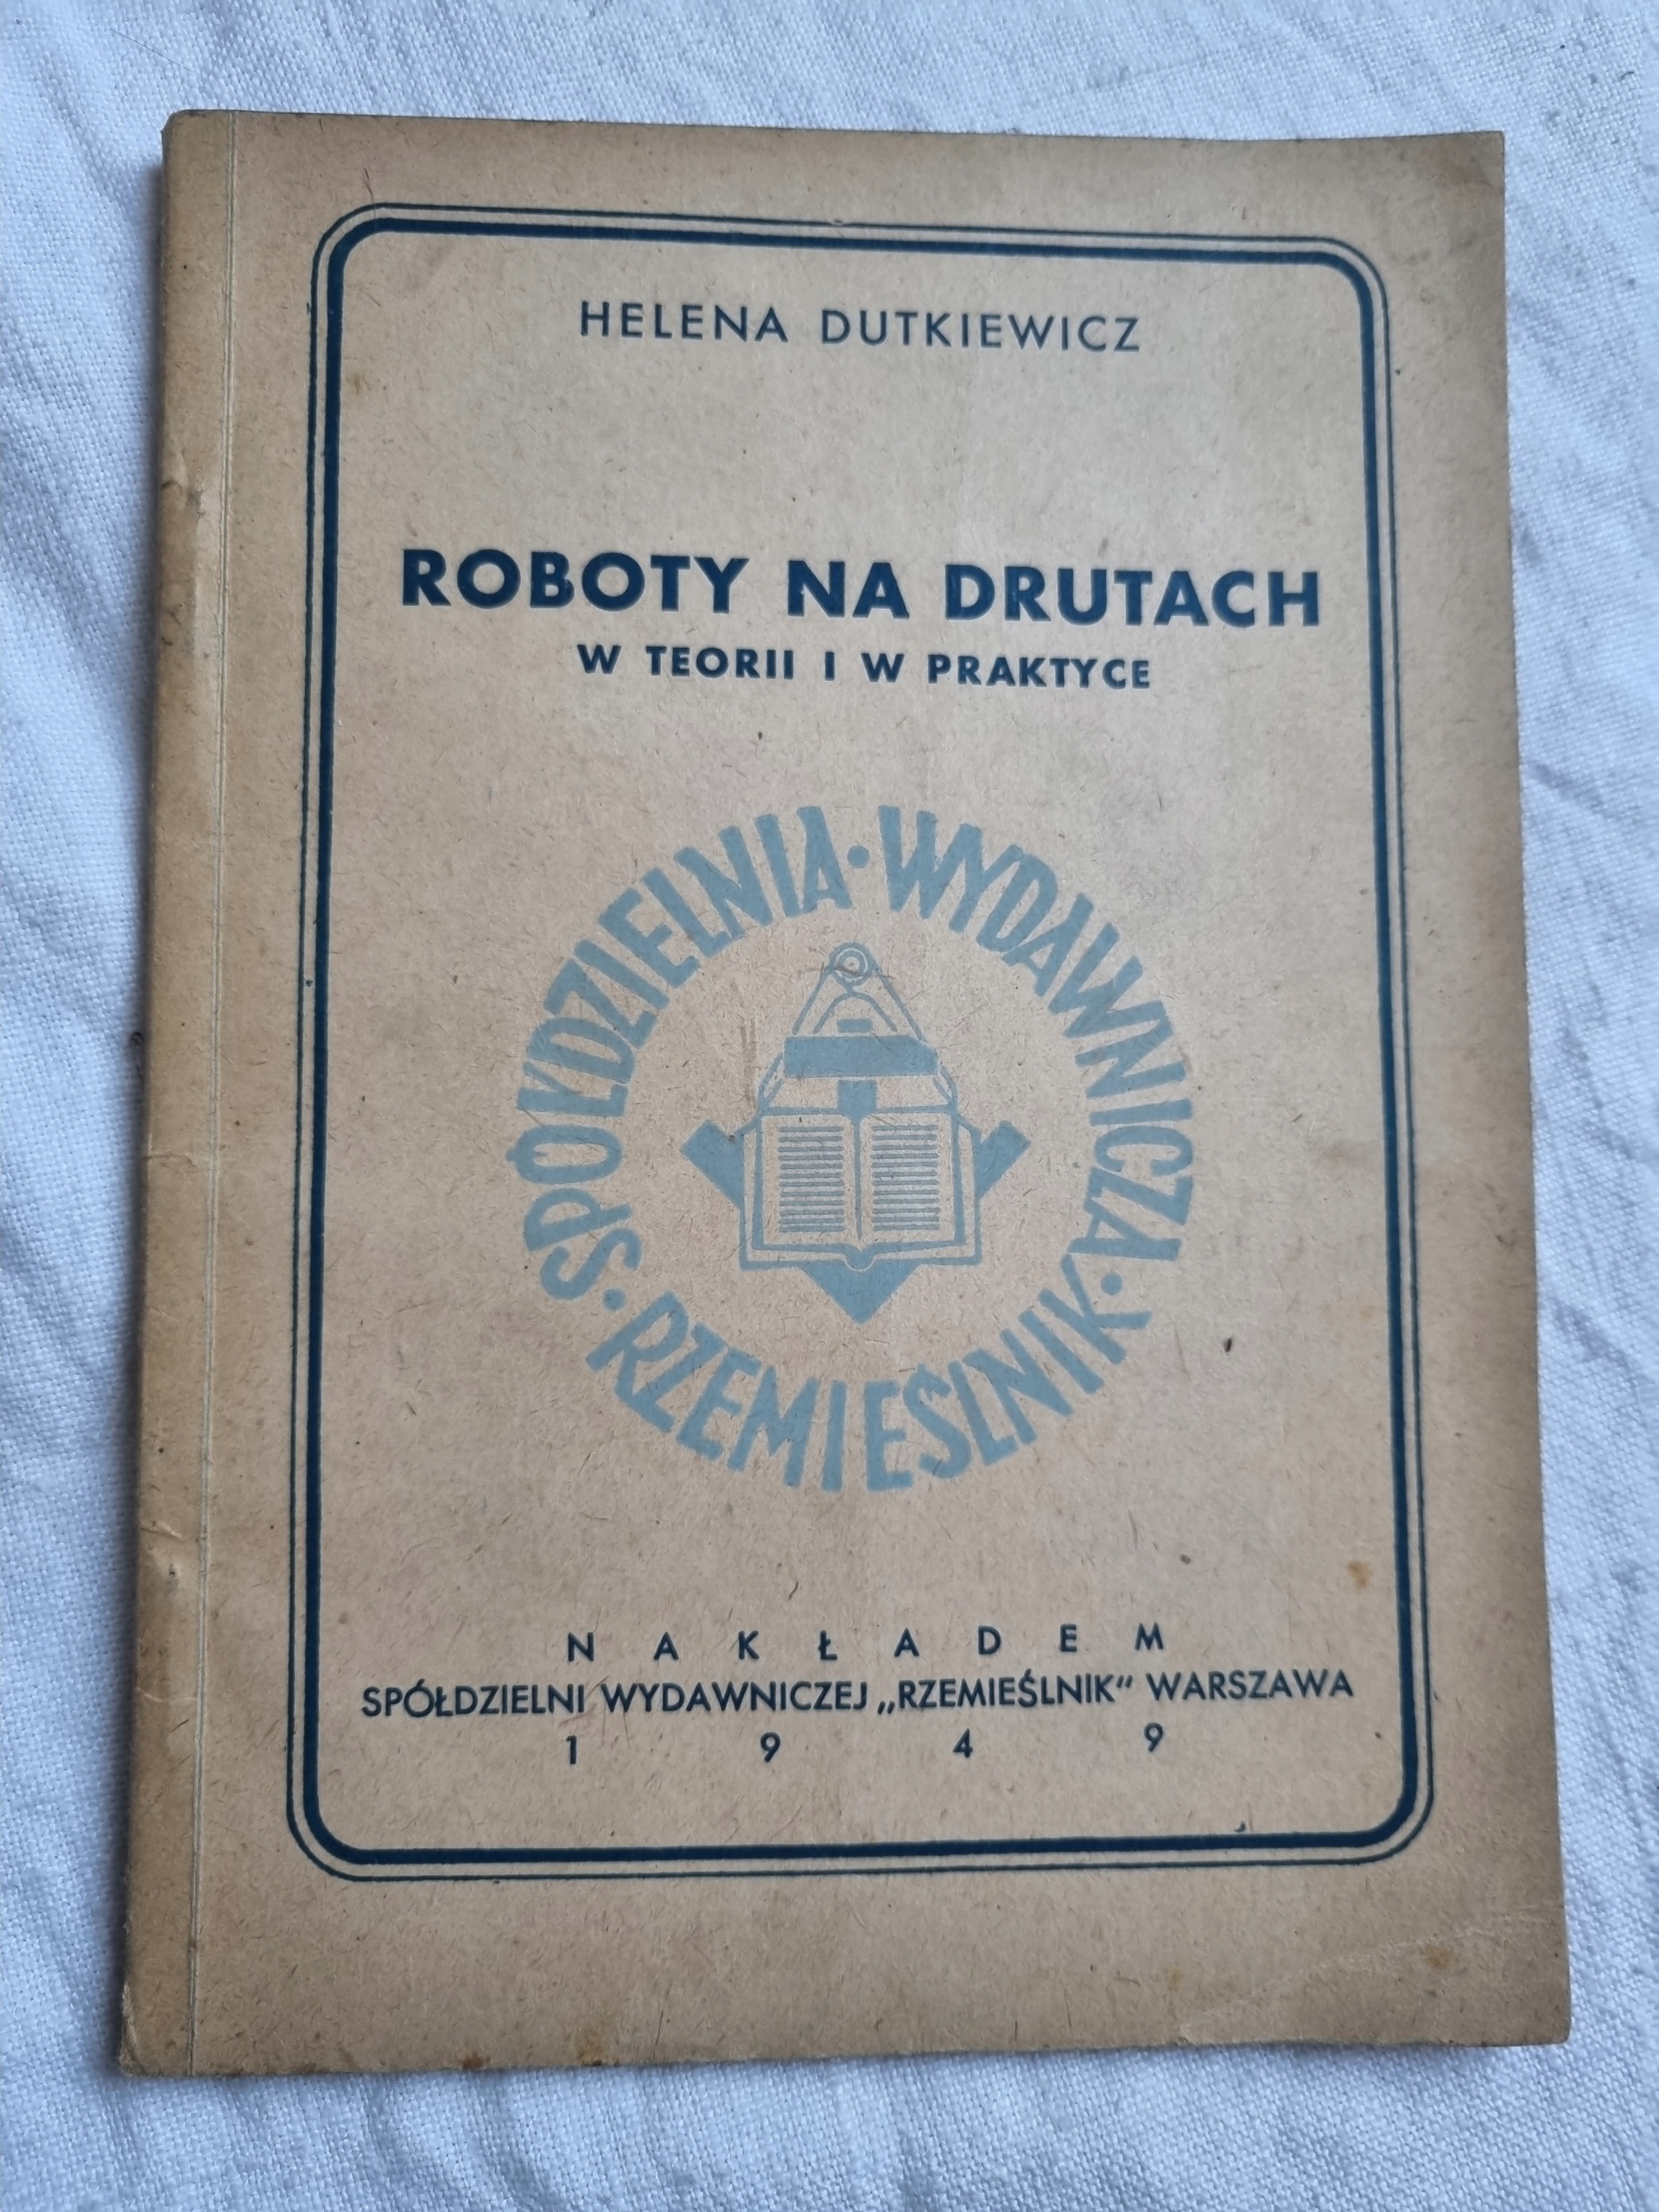 HELENA DUTKIEWICZ
ROBOTY NA DRUTACH
W TEORII I W PRAKTYCE
SPÓŁDZIELNIA · WYDAWNICZA · RZEMIEŚLNIK ·
NAKŁADEM
SPÓŁDZIELNI WYDAWNICZEJ „RZEMIEŚLNIK” WARSZAWA
1949